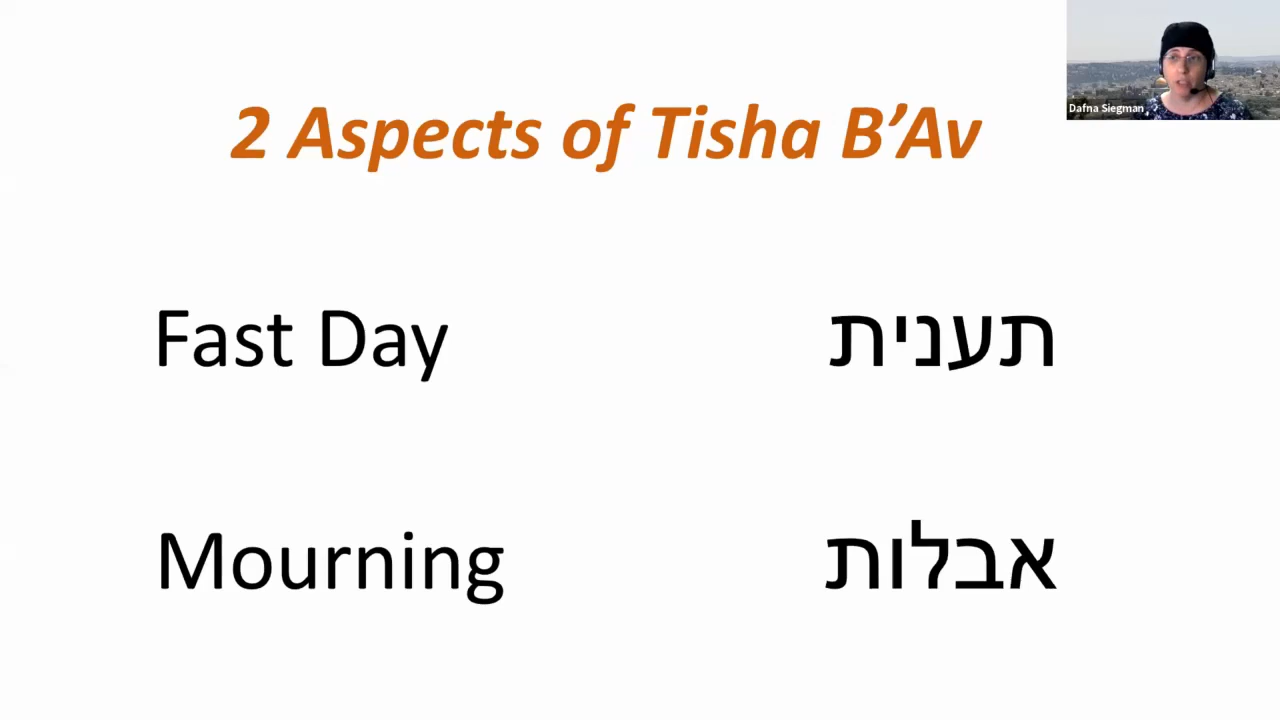 2 Aspects of Tisha B’Av
Dafna Siegman
Fast Day תענית
Mourning אבלות